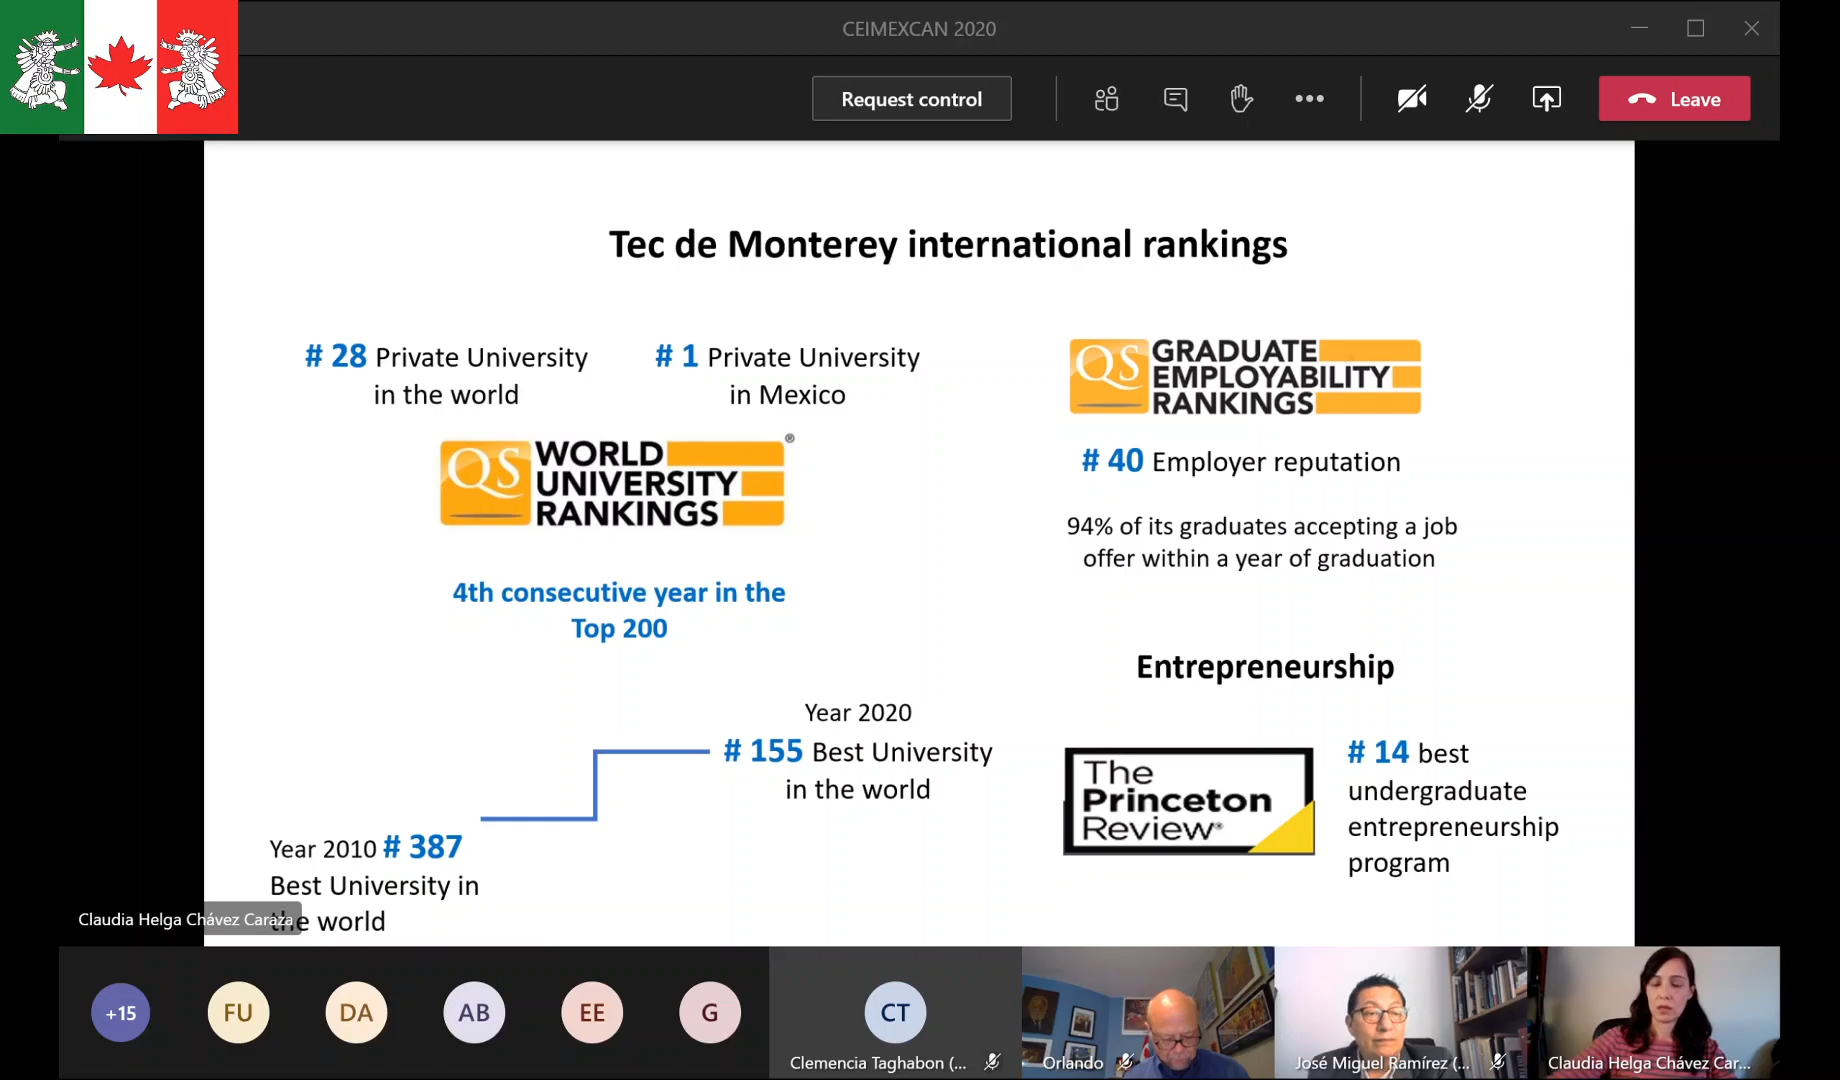 CEIMEXCAN 2020
Request control
Leave
Tec de Monterey international rankings
# 28 Private University
in the world
# 1 Private University
in Mexico
QS WORLD
UNIVERSITY
RANKINGS
®
4th consecutive year in the
Top 200
Year 2020
# 155 Best University
in the world
Year 2010 # 387
Best University in
the world
QS GRADUATE
EMPLOYABILITY
RANKINGS
# 40 Employer reputation
94% of its graduates accepting a job
offer within a year of graduation
Entrepreneurship
The
Princeton
Review®
# 14 best
undergraduate
entrepreneurship
program
Claudia Helga Chávez Caraza
+15
FU
DA
AB
EE
G
CT
Clemencia Taghabon (...
Orlando
José Miguel Ramírez (...
Claudia Helga Chávez Car...